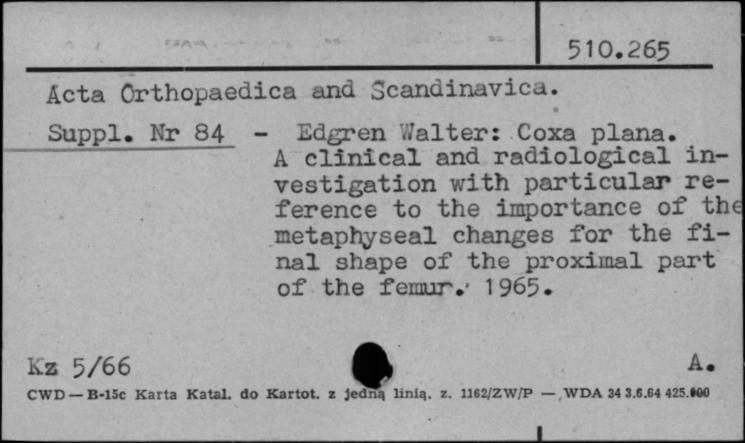 510.265
Acta Orthopaedica and Scandinavica.
Suppl. Nr 84 - Edgren Walter: Coxa plana.
A clinical and radiological in-
vestigation with particular re-
ference to the importance of the
metaphyseal changes for the fi-
nal shape of the proximal part
of the femur. 1965.
Kz 5/66 A.
CWD — B-15c Karta Katal. do Kartot. z jedną linią. z. 1162/ZW/P — WDA 34 3.6.64 425.000